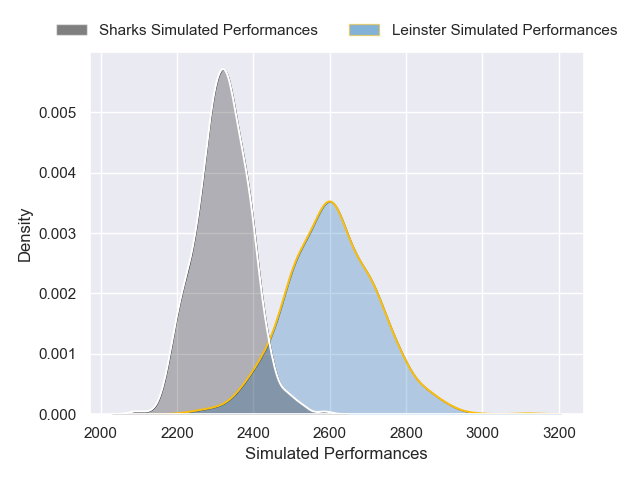 Sharks Simulated Performances Leinster Simulated Performances
0.005
0.004
0.003
0.002
0.001
0.000
Density
2000 2200 2400 2600 2800 3000 3200
Simulated Performances